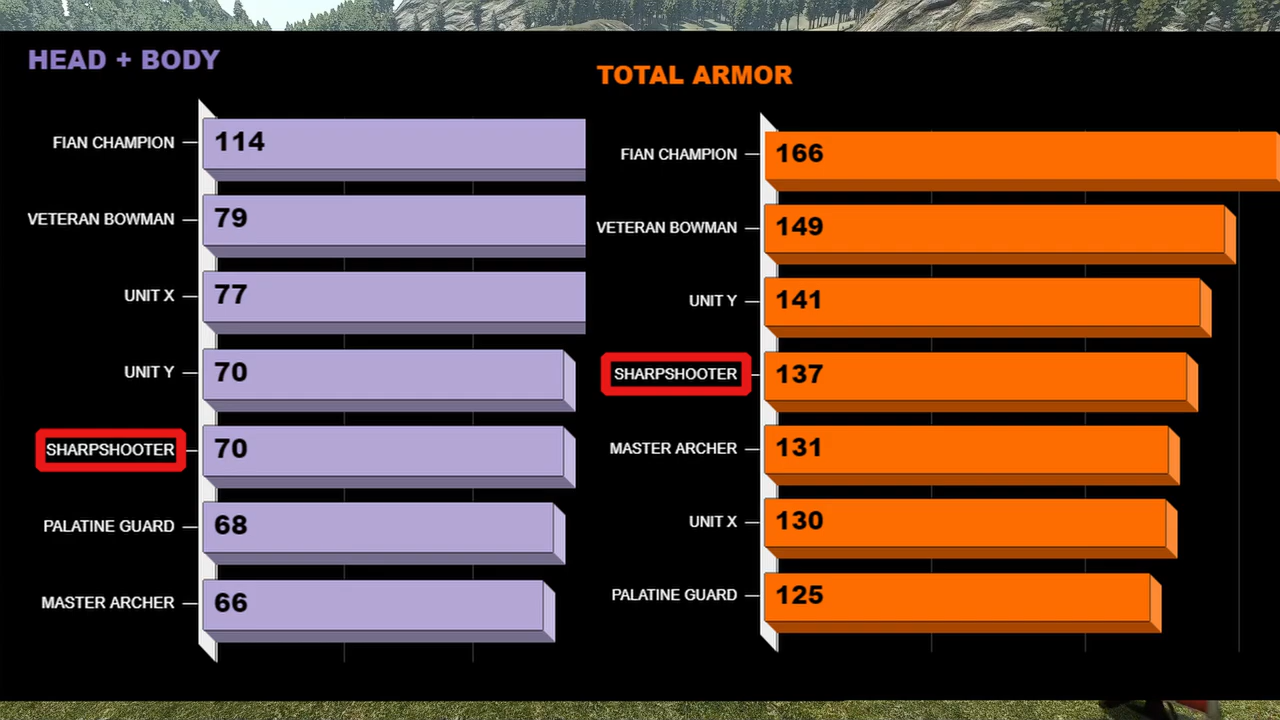 HEAD + BODY
FIAN CHAMPION 114
VETERAN BOWMAN 79
UNIT X 77
UNIT Y 70
SHARPSHOOTER 70
PALATINE GUARD 68
MASTER ARCHER 66
TOTAL ARMOR
FIAN CHAMPION 166
VETERAN BOWMAN 149
UNIT Y 141
SHARPSHOOTER 137
MASTER ARCHER 131
UNIT X 130
PALATINE GUARD 125